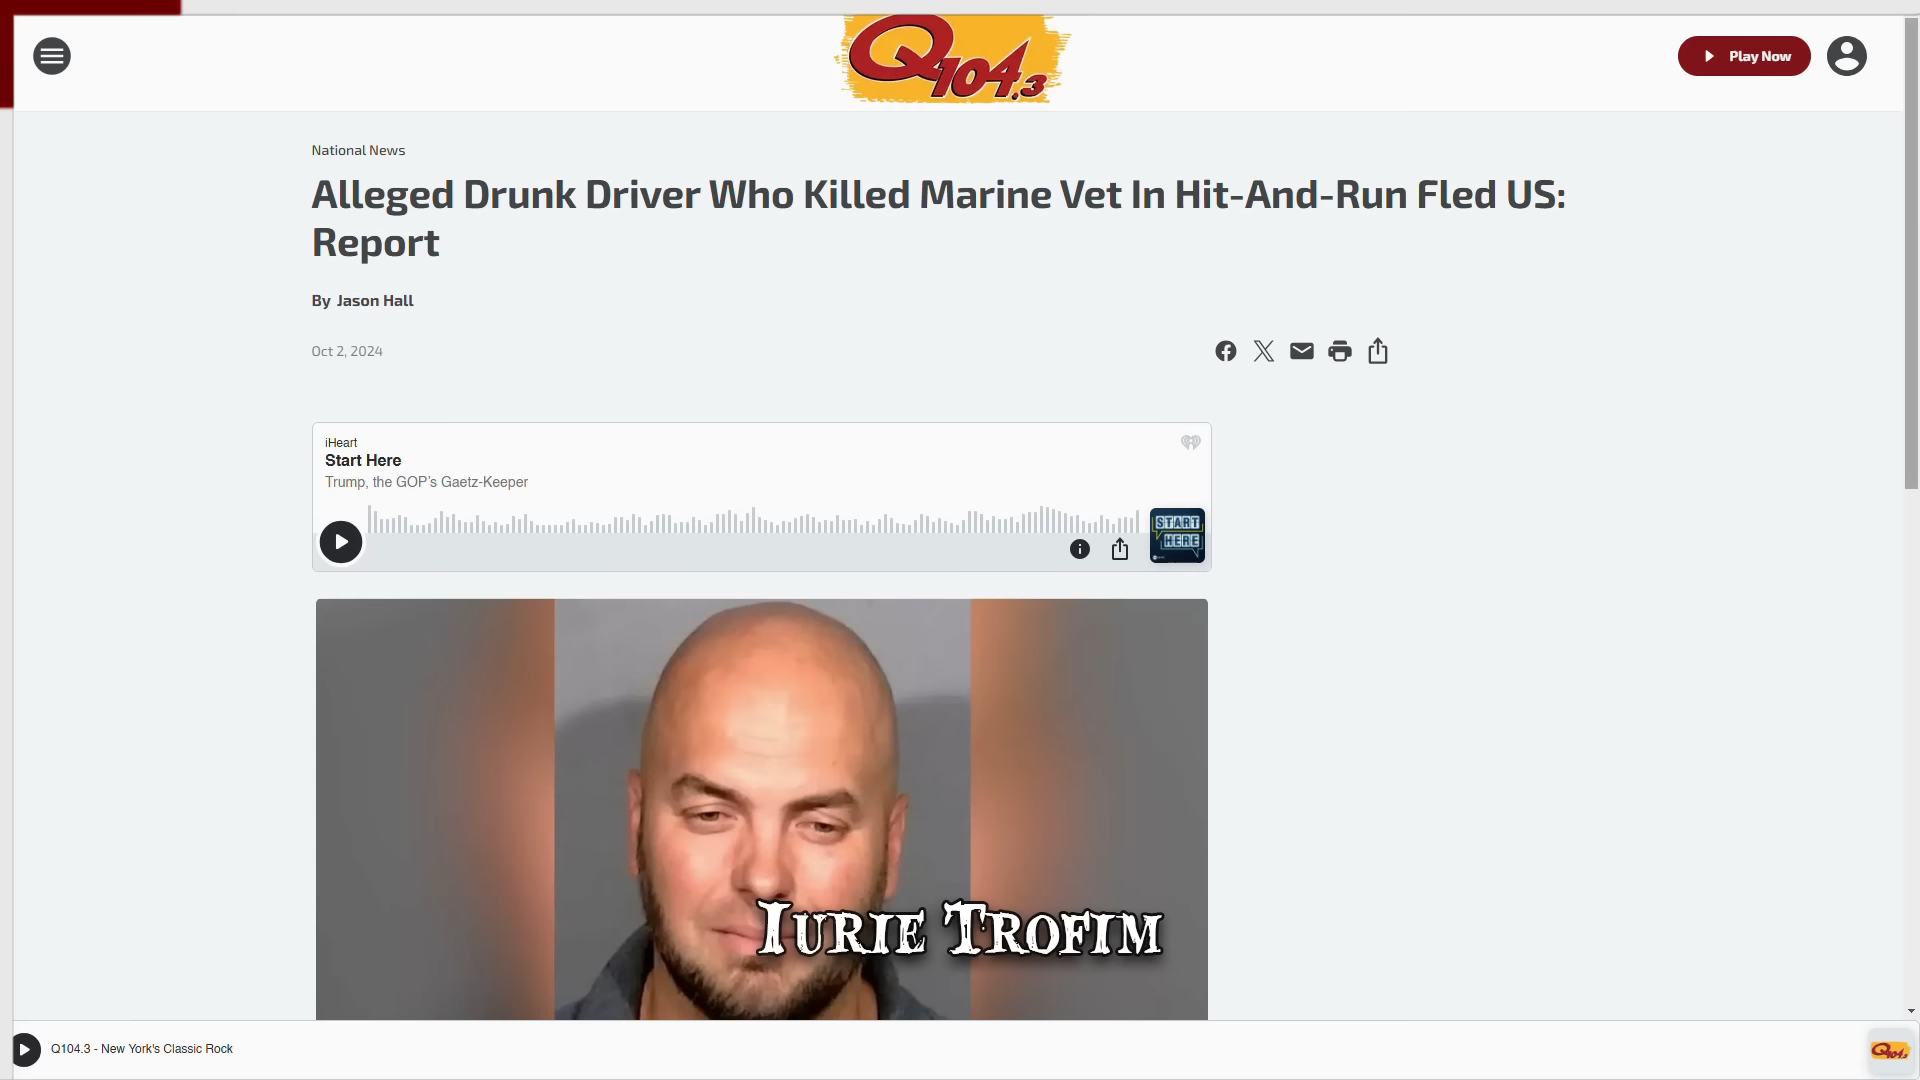 Q104.3
Play Now
National News
Alleged Drunk Driver Who Killed Marine Vet In Hit-And-Run Fled US:
Report
By Jason Hall
Oct 2, 2024
iHeart
Start Here
Trump, the GOP's Gaetz-Keeper
START
HERE
IURIE TROFIM
Q104.3 - New York's Classic Rock
Q104.3